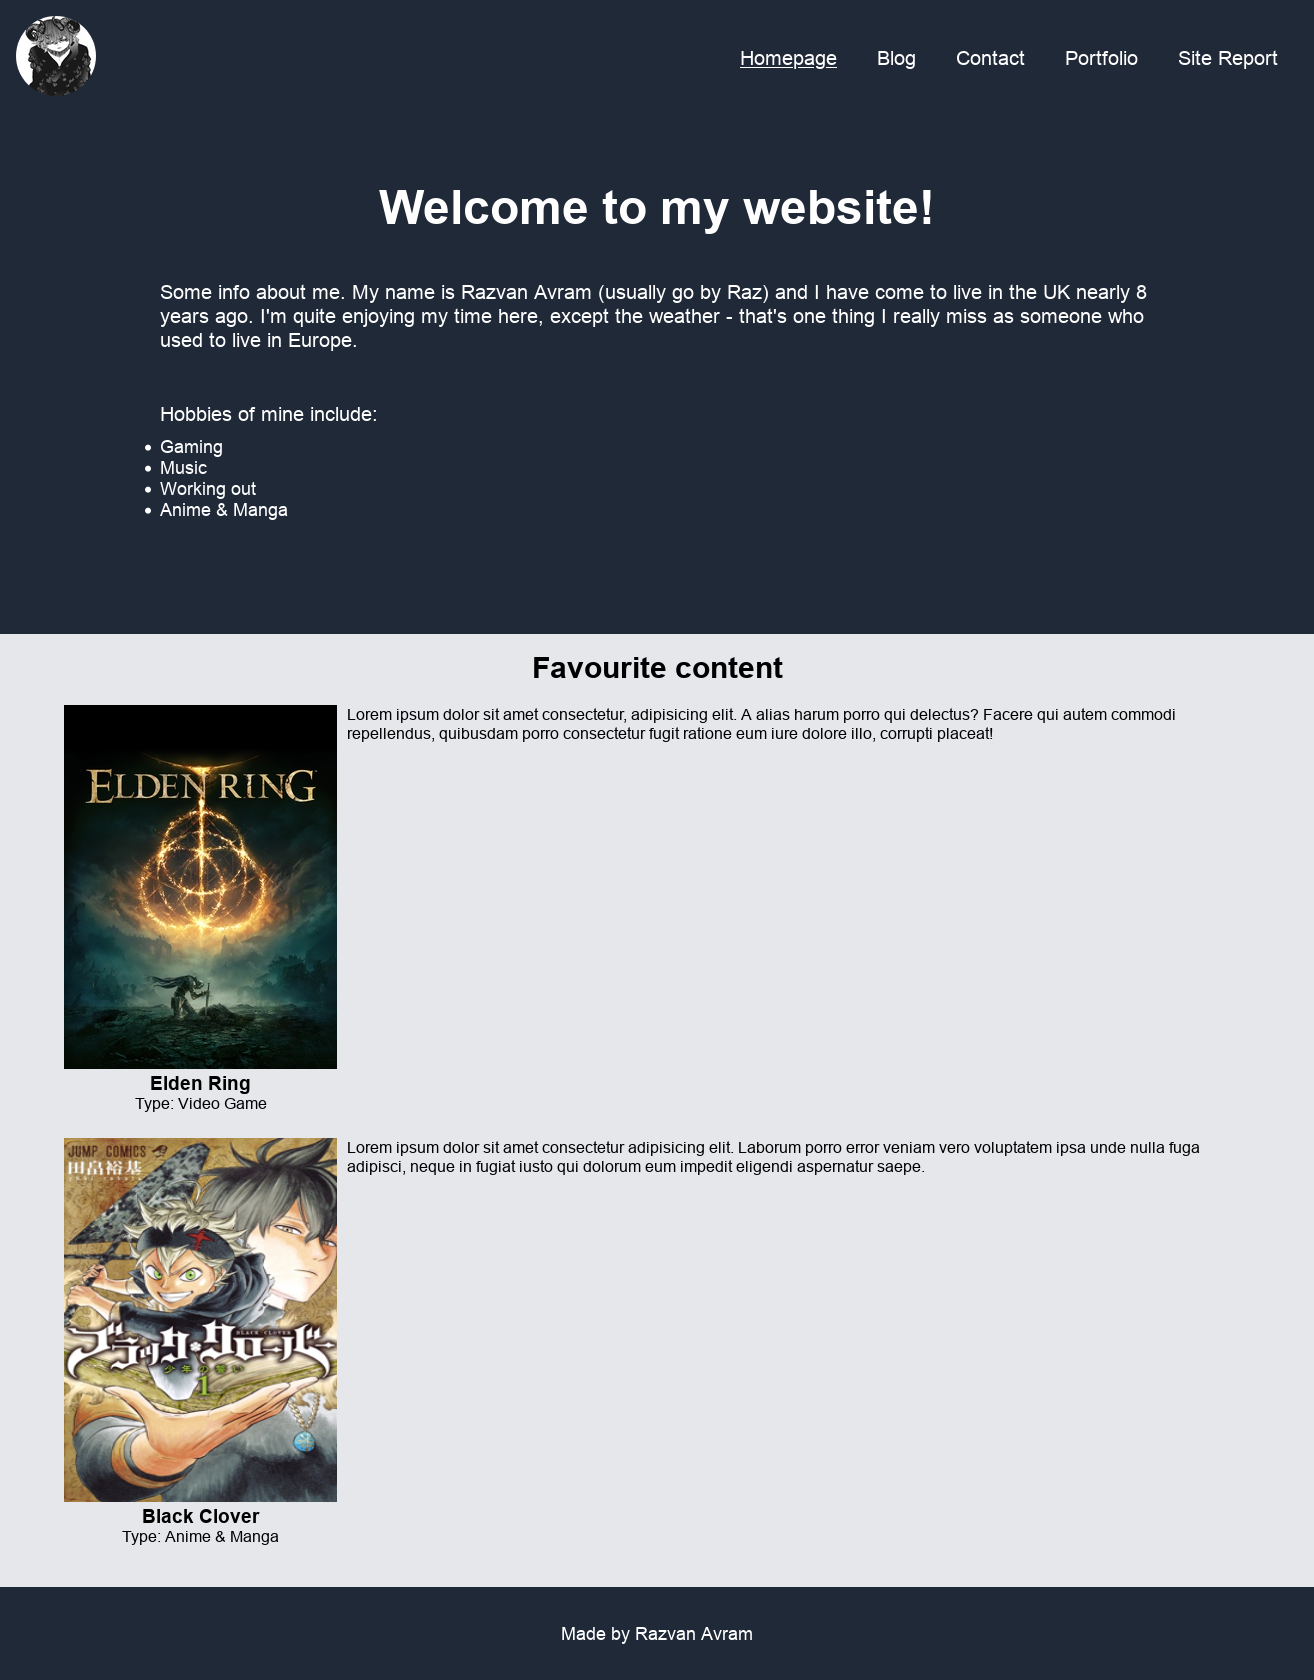 Homepage Blog Contact Portfolio Site Report
Welcome to my website!
Some info about me. My name is Razvan Avram (usually go by Raz) and I have come to live in the UK nearly 8
years ago. I'm quite enjoying my time here, except the weather - that's one thing I really miss as someone who
used to live in Europe.
Hobbies of mine include:
• Gaming
• Music
• Working out
• Anime & Manga
Favourite content
ELDEN RING
Lorem ipsum dolor sit amet consectetur, adipisicing elit. A alias harum porro qui delectus? Facere qui autem commodi
repellendus, quibusdam porro consectetur fugit ratione eum iure dolore illo, corrupti placeat!
Elden Ring
Type: Video Game
JUMP COMICS
田畠裕基
BLACK CLOVER
ブラック・クローバー
少年の誓い
1
Lorem ipsum dolor sit amet consectetur adipisicing elit. Laborum porro error veniam vero voluptatem ipsa unde nulla fuga
adipisci, neque in fugiat iusto qui dolorum eum impedit eligendi aspernatur saepe.
Black Clover
Type: Anime & Manga
Made by Razvan Avram